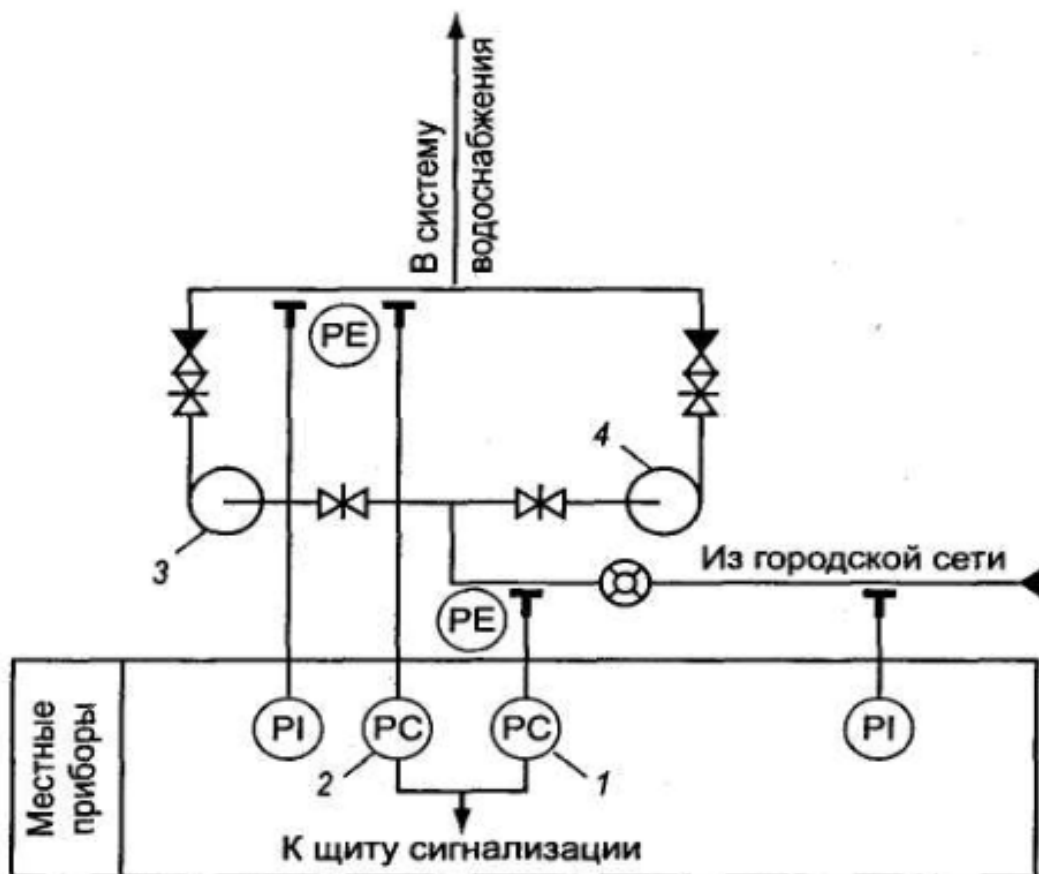 В систему
водоснабжения
PE
4
3
Из городской сети
PE
Местные
приборы
PI
PC
PC
PI
2
1
К щиту сигнализации